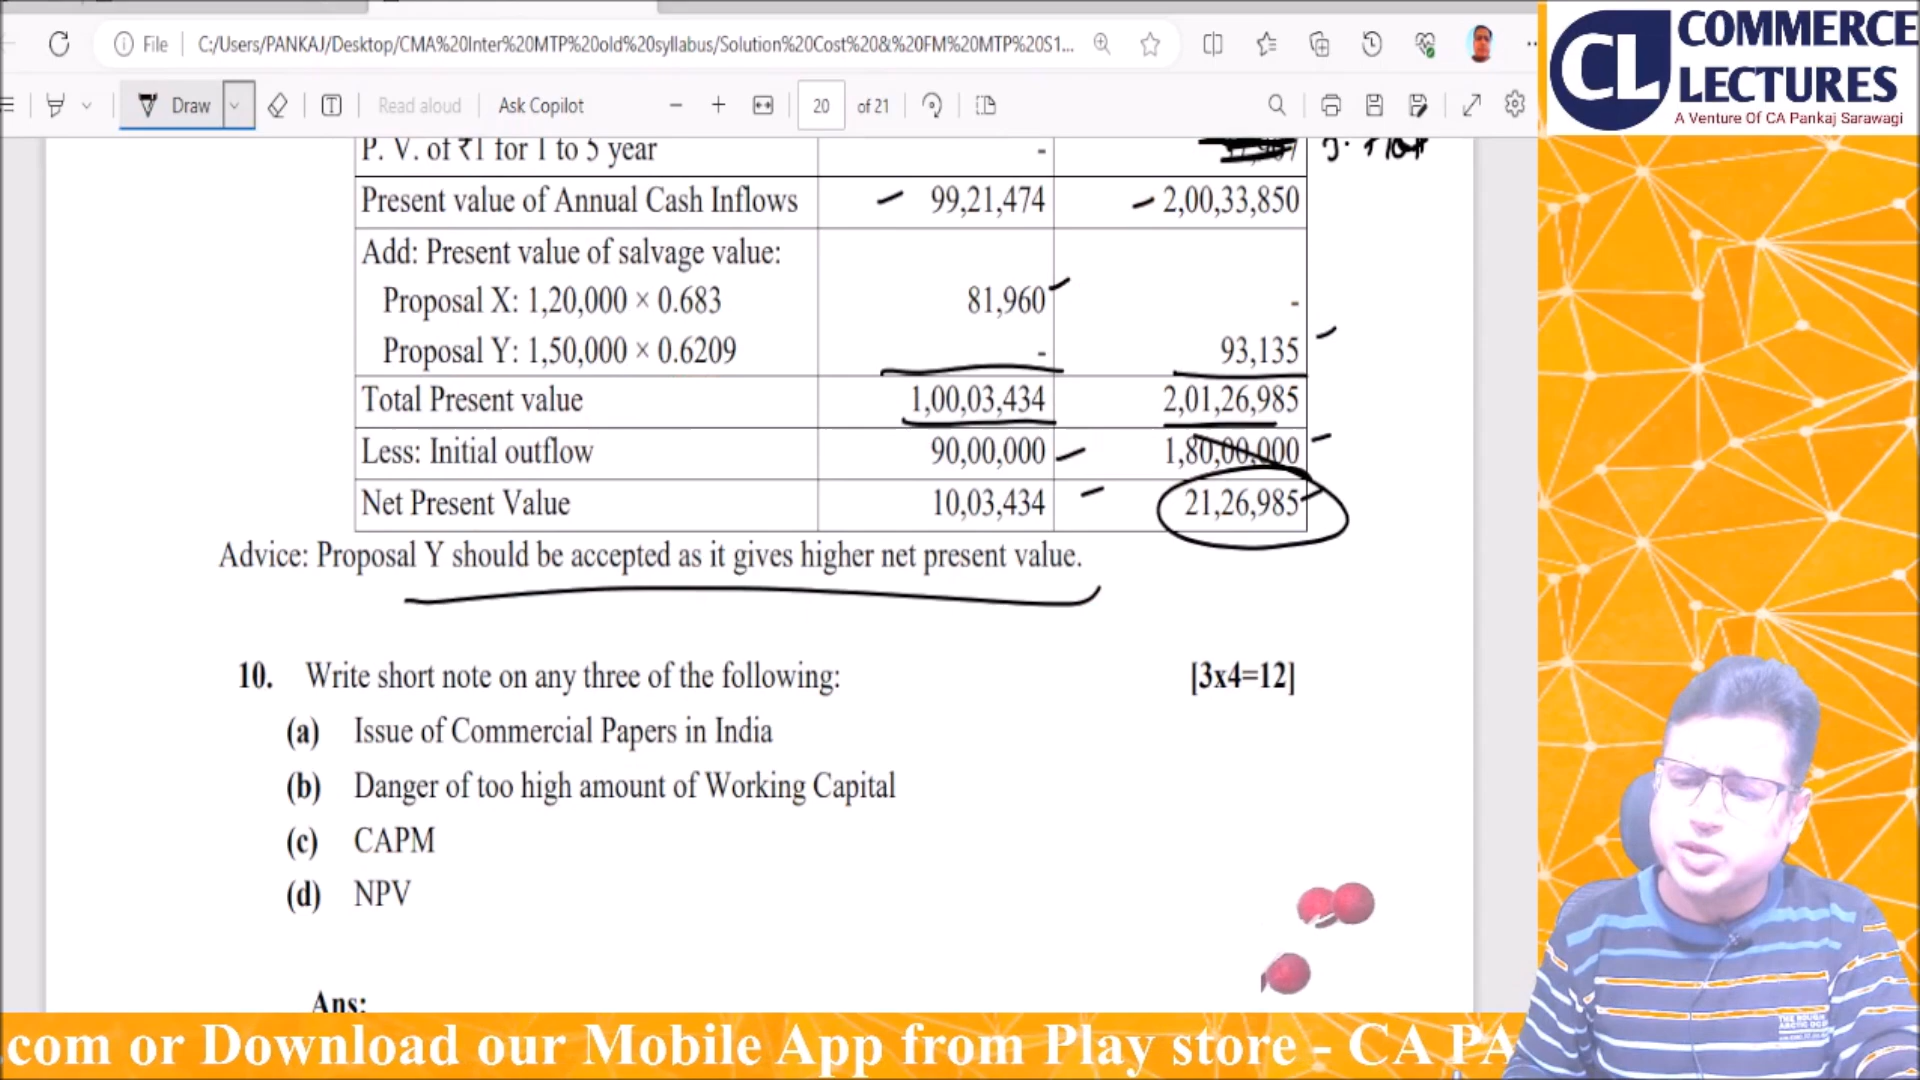 File
C:/Users/PANKAJ/Desktop/CMA%20Inter%20MTP%20old%20syllabus/Solution%20Cost%20&%20FM%20MTP%20S1...
Draw
Read aloud
Ask Copilot
20
of 21
CL
COMMERCE
LECTURES
A Venture Of CA Pankaj Sarawagi
P. V. of ₹1 for 1 to 5 year -
Present value of Annual Cash Inflows 99,21,474 2,00,33,850
Add: Present value of salvage value:
Proposal X: 1,20,000 × 0.683 81,960 -
Proposal Y: 1,50,000 × 0.6209 - 93,135
Total Present value 1,00,03,434 2,01,26,985
Less: Initial outflow 90,00,000 1,80,00,000
Net Present Value 10,03,434 21,26,985
Advice: Proposal Y should be accepted as it gives higher net present value.
10. Write short note on any three of the following: [3x4=12]
(a) Issue of Commercial Papers in India
(b) Danger of too high amount of Working Capital
(c) CAPM
(d) NPV
Ans:
com or Download our Mobile App from Play store - CA PA